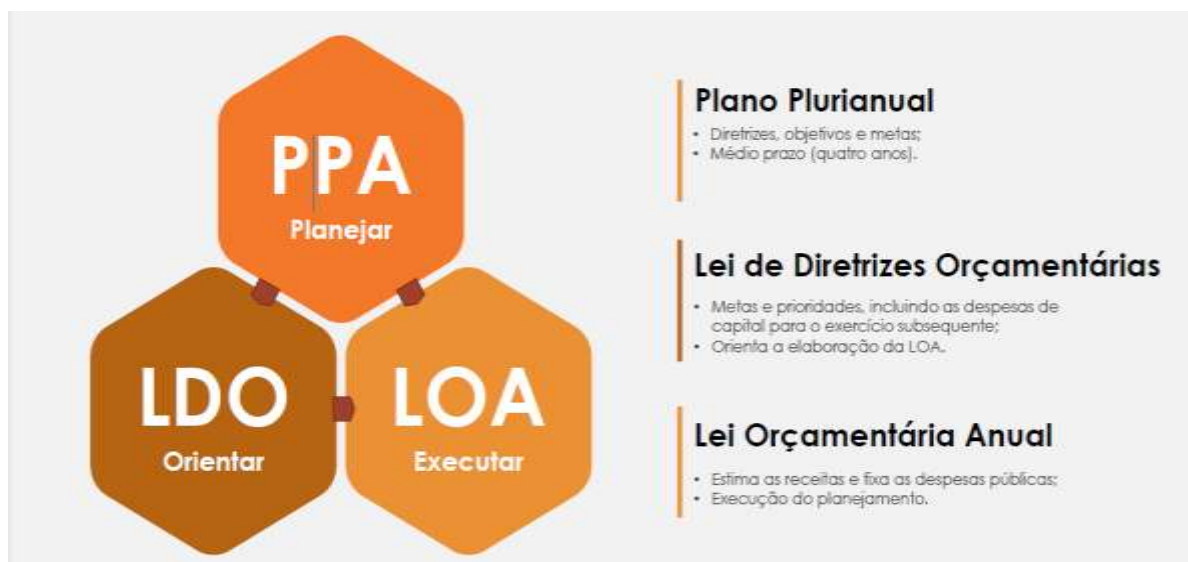 PPA
Planejar
LDO
Orientar
LOA
Executar
Plano Plurianual
• Diretrizes, objetivos e metas;
• Médio prazo (quatro anos).
Lei de Diretrizes Orçamentárias
• Metas e prioridades, incluindo as despesas de
capital para o exercício subsequente;
• Orienta a elaboração da LOA.
Lei Orçamentária Anual
• Estima as receitas e fixa as despesas públicas;
• Execução do planejamento.